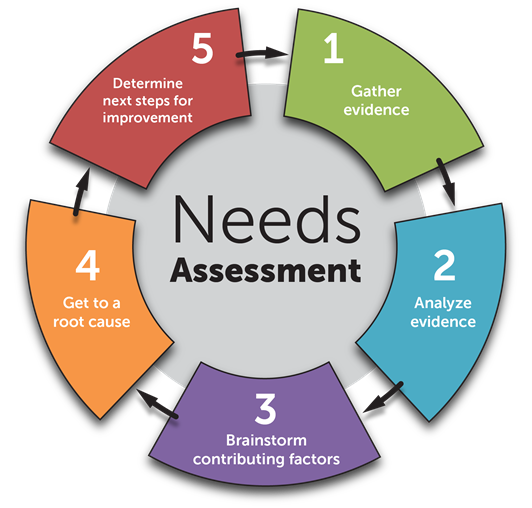 Needs
Assessment
1
Gather
evidence
2
Analyze
evidence
3
Brainstorm
contributing factors
4
Get to a
root cause
5
Determine
next steps for
improvement